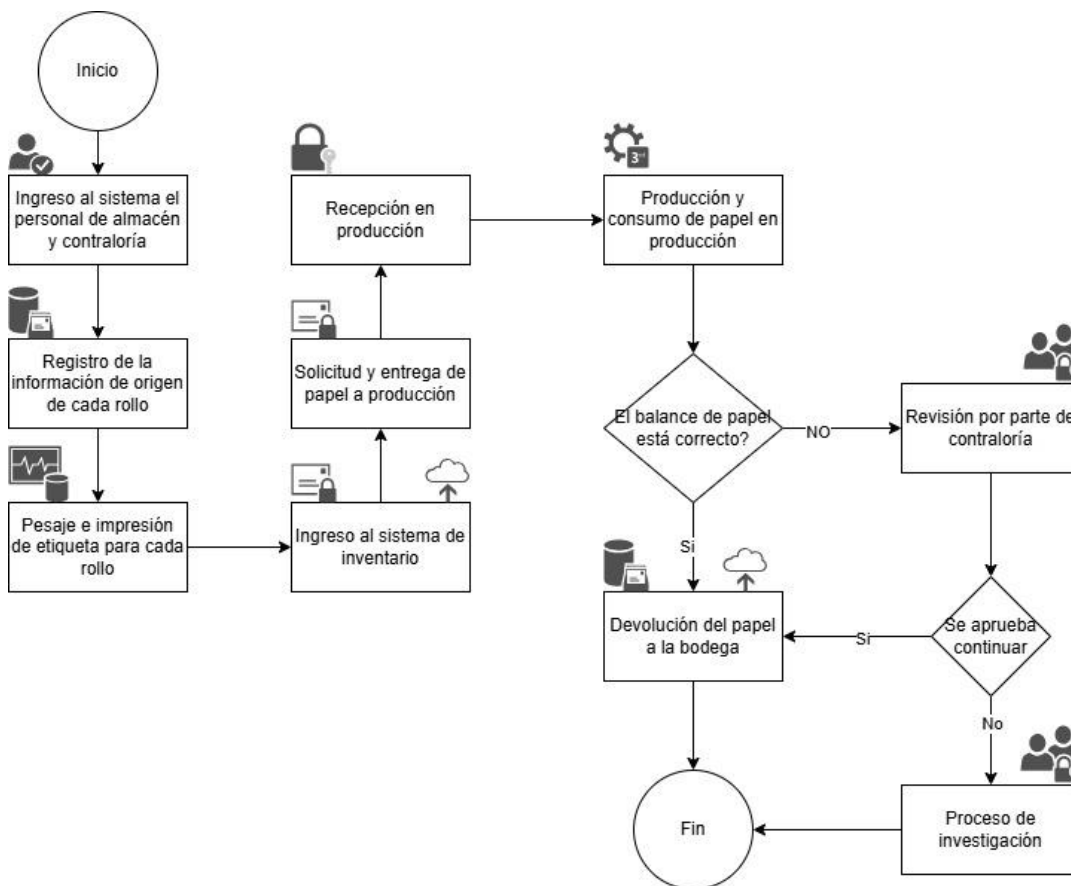 Inicio
Ingreso al sistema el
personal de almacén
y contraloría
Registro de la
información de origen
de cada rollo
Pesaje e impresión
de etiqueta para cada
rollo
Ingreso al sistema de
inventario
Solicitud y entrega de
papel a producción
Recepción en
producción
3rd
Producción y
consumo de papel en
producción
El balance de papel
está correcto?
NO
Revisión por parte de
contraloría
Si
Se aprueba
continuar
Si
Devolución del papel
a la bodega
No
Proceso de
investigación
Fin